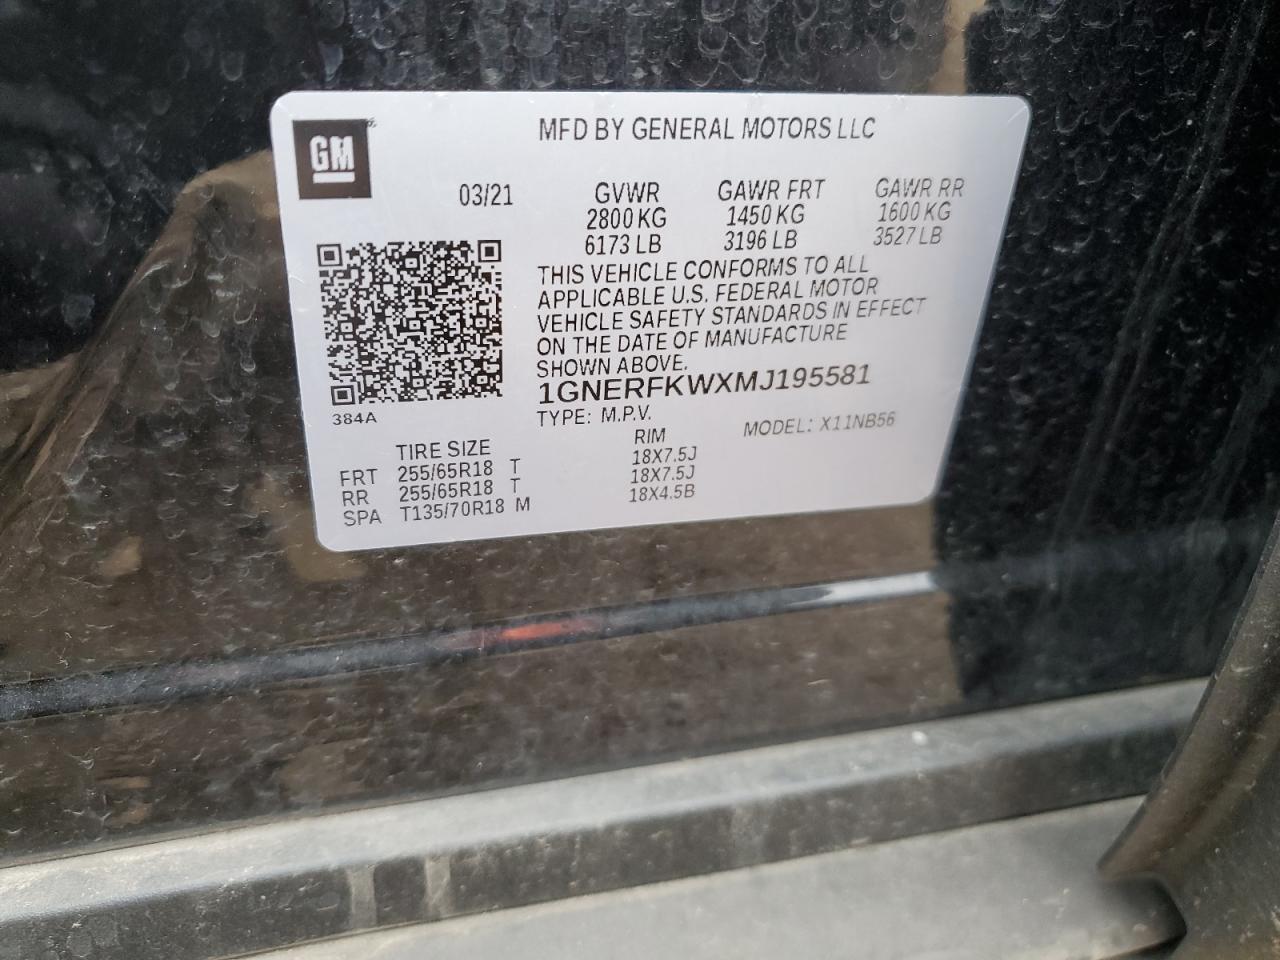 GM
MFD BY GENERAL MOTORS LLC
03/21 GVWR GAWR FRT GAWR RR
2800 KG 1450 KG 1600 KG
6173 LB 3196 LB 3527 LB
THIS VEHICLE CONFORMS TO ALL
APPLICABLE U.S. FEDERAL MOTOR
VEHICLE SAFETY STANDARDS IN EFFECT
ON THE DATE OF MANUFACTURE
SHOWN ABOVE.
1GNERFKWXMJ195581
384A
TYPE: M.P.V. MODEL: X11NB56
TIRE SIZE RIM
FRT 255/65R18 T 18X7.5J
RR 255/65R18 T 18X7.5J
SPA T135/70R18 M 18X4.5B